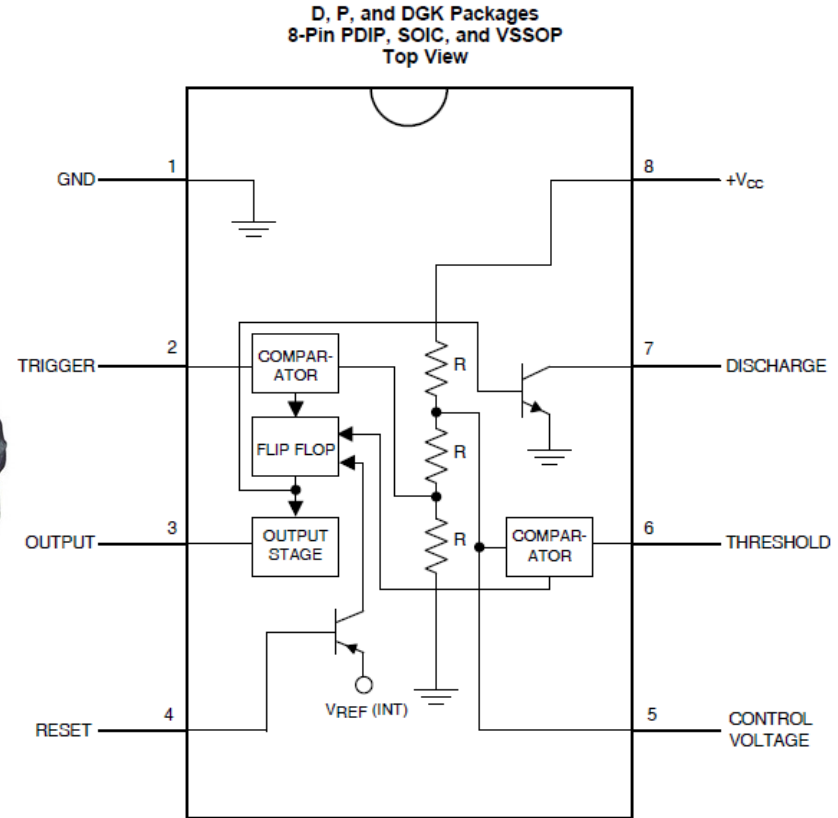 D, P, and DGK Packages
8-Pin PDIP, SOIC, and VSSOP
Top View
GND
1
8
+VCC
TRIGGER
2
COMPAR-
ATOR
R
7
DISCHARGE
FLIP FLOP
R
OUTPUT
3
OUTPUT
STAGE
R
COMPAR-
ATOR
6
THRESHOLD
VREF (INT)
RESET
4
5
CONTROL
VOLTAGE